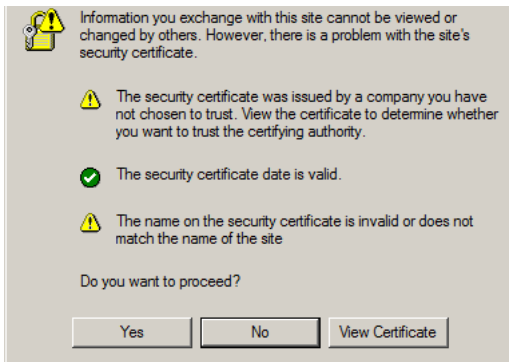 Information you exchange with this site cannot be viewed or
changed by others. However, there is a problem with the site's
security certificate.
The security certificate was issued by a company you have
not chosen to trust. View the certificate to determine whether
you want to trust the certifying authority.
The security certificate date is valid.
The name on the security certificate is invalid or does not
match the name of the site
Do you want to proceed?
Yes No View Certificate